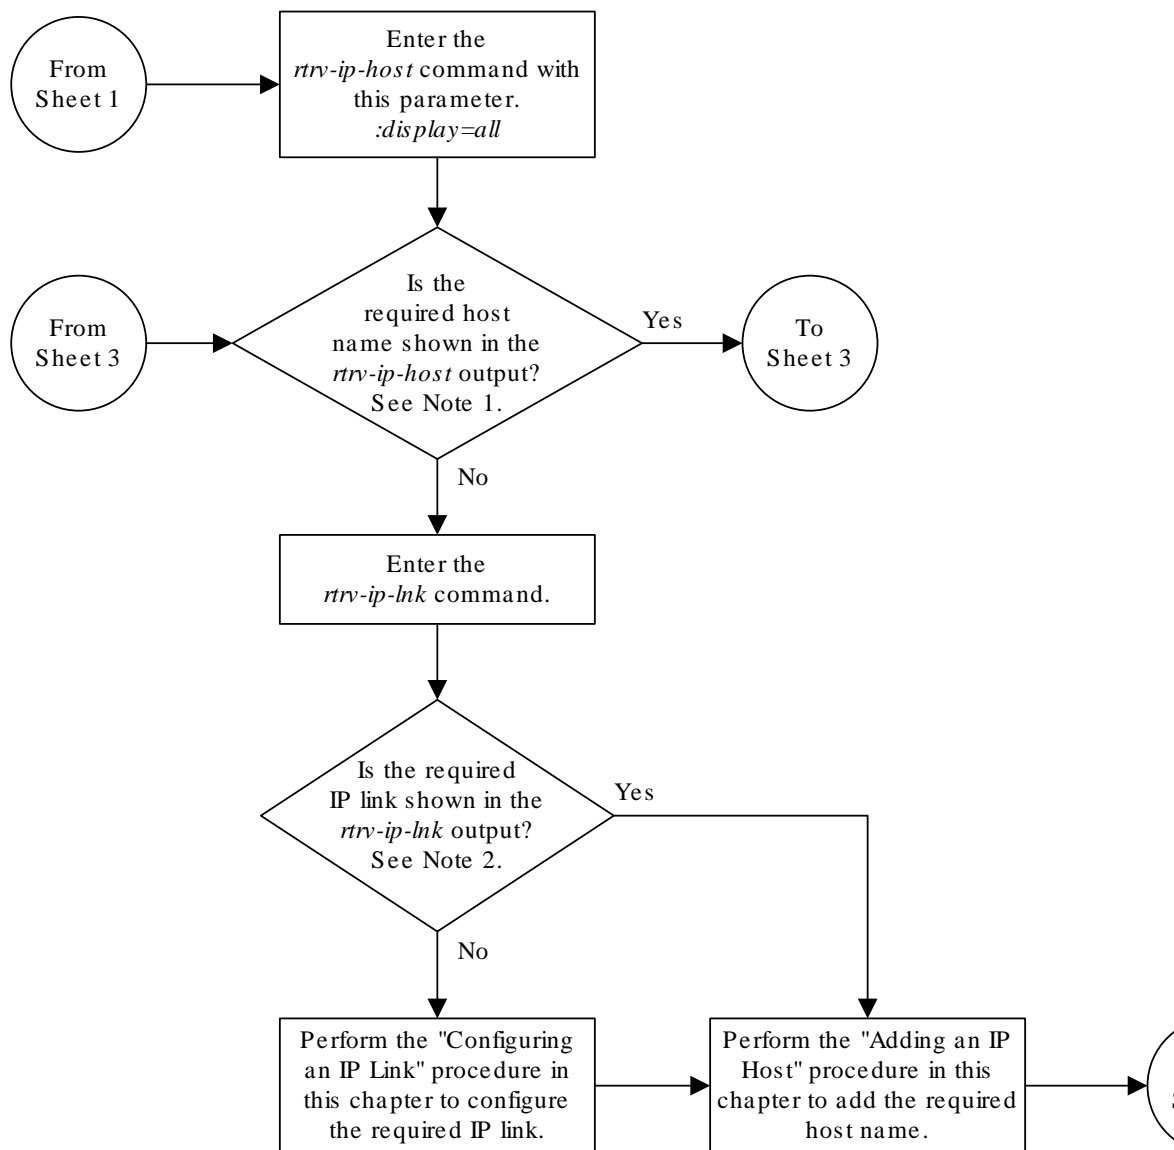 From
Sheet 1
Enter the
rtrv-ip-host command with
this parameter.
:display=all
From
Sheet 3
Is the
required host
name shown in the
rtrv-ip-host output?
See Note 1.
Yes
To
Sheet 3
No
Enter the
rtrv-ip-lnk command.
Is the required
IP link shown in the
rtrv-ip-lnk output?
See Note 2.
Yes
No
Perform the "Configuring
an IP Link" procedure in
this chapter to configure
the required IP link.
Perform the "Adding an IP
Host" procedure in this
chapter to add the required
host name.